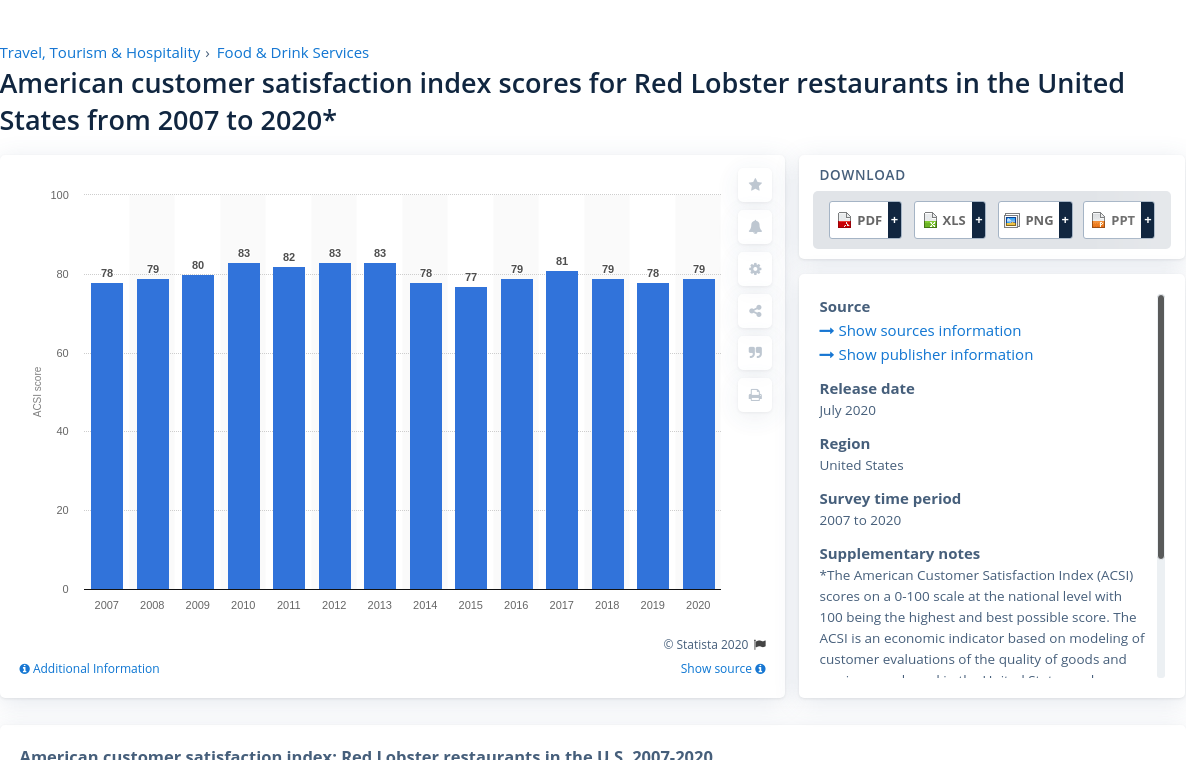 Travel, Tourism & Hospitality › Food & Drink Services
American customer satisfaction index scores for Red Lobster restaurants in the United
States from 2007 to 2020*
100
80
60
40
20
0
ACSI score
78
79
80
83
82
83
83
78
77
79
81
79
78
79
2007
2008
2009
2010
2011
2012
2013
2014
2015
2016
2017
2018
2019
2020
© Statista 2020
Additional Information
Show source
DOWNLOAD
PDF +
XLS +
PNG +
PPT +
Source
Show sources information
Show publisher information
Release date
July 2020
Region
United States
Survey time period
2007 to 2020
Supplementary notes
*The American Customer Satisfaction Index (ACSI)
scores on a 0-100 scale at the national level with
100 being the highest and best possible score. The
ACSI is an economic indicator based on modeling of
customer evaluations of the quality of goods and
American customer satisfaction index: Red Lobster restaurants in the U.S. 2007-2020